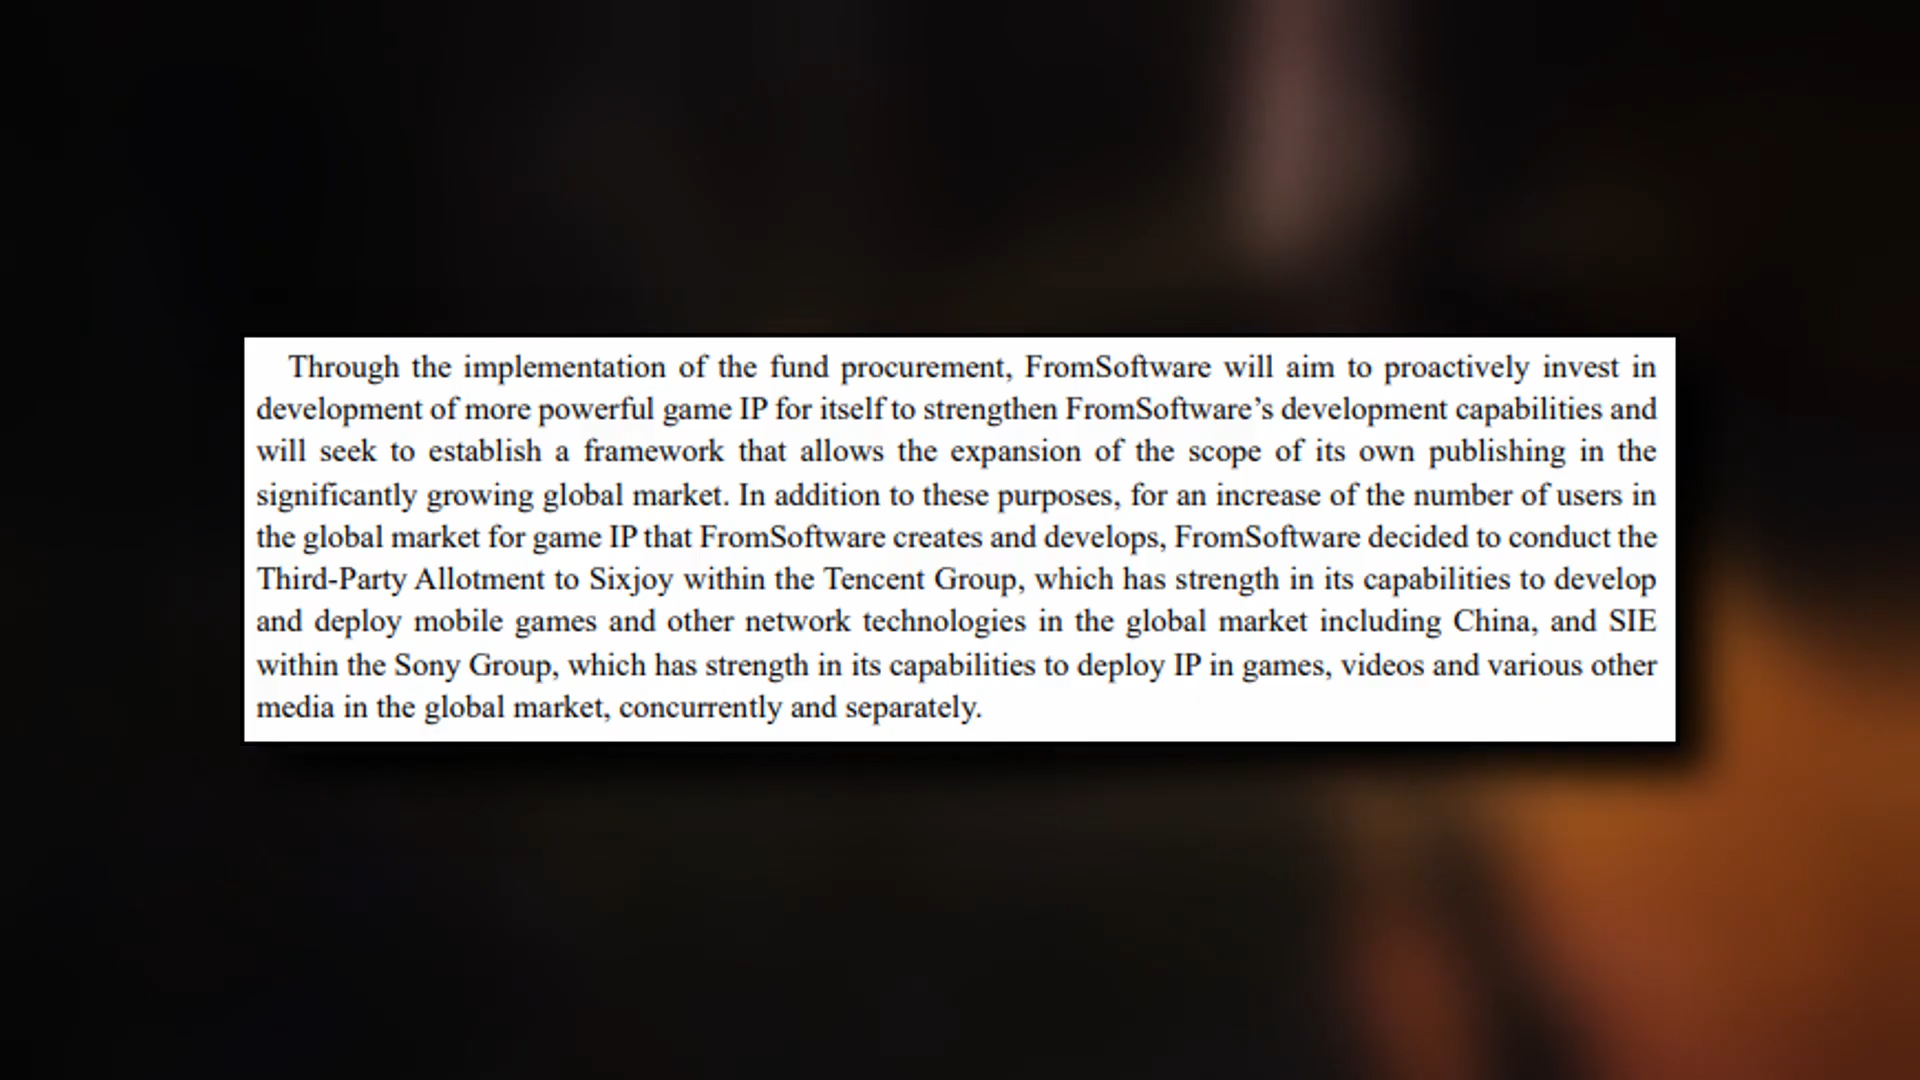 Through the implementation of the fund procurement, FromSoftware will aim to proactively invest in
development of more powerful game IP for itself to strengthen FromSoftware’s development capabilities and
will seek to establish a framework that allows the expansion of the scope of its own publishing in the
significantly growing global market. In addition to these purposes, for an increase of the number of users in
the global market for game IP that FromSoftware creates and develops, FromSoftware decided to conduct the
Third-Party Allotment to Sixjoy within the Tencent Group, which has strength in its capabilities to develop
and deploy mobile games and other network technologies in the global market including China, and SIE
within the Sony Group, which has strength in its capabilities to deploy IP in games, videos and various other
media in the global market, concurrently and separately.